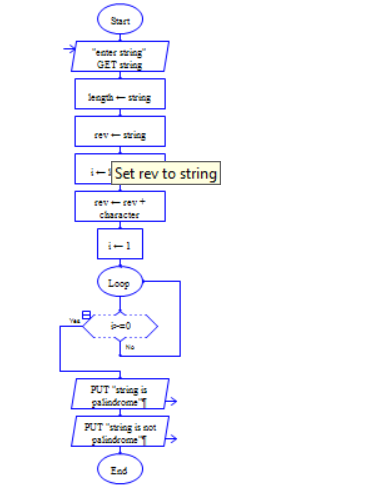 Start
"enter string"
GET string
length ← string
rev ← string
i ← 1
Set rev to string
rev ← rev +
character
i ← 1
Loop
i>=0
Yes
No
PUT "string is
palindrome"¶
PUT "string is not
palindrome"¶
End